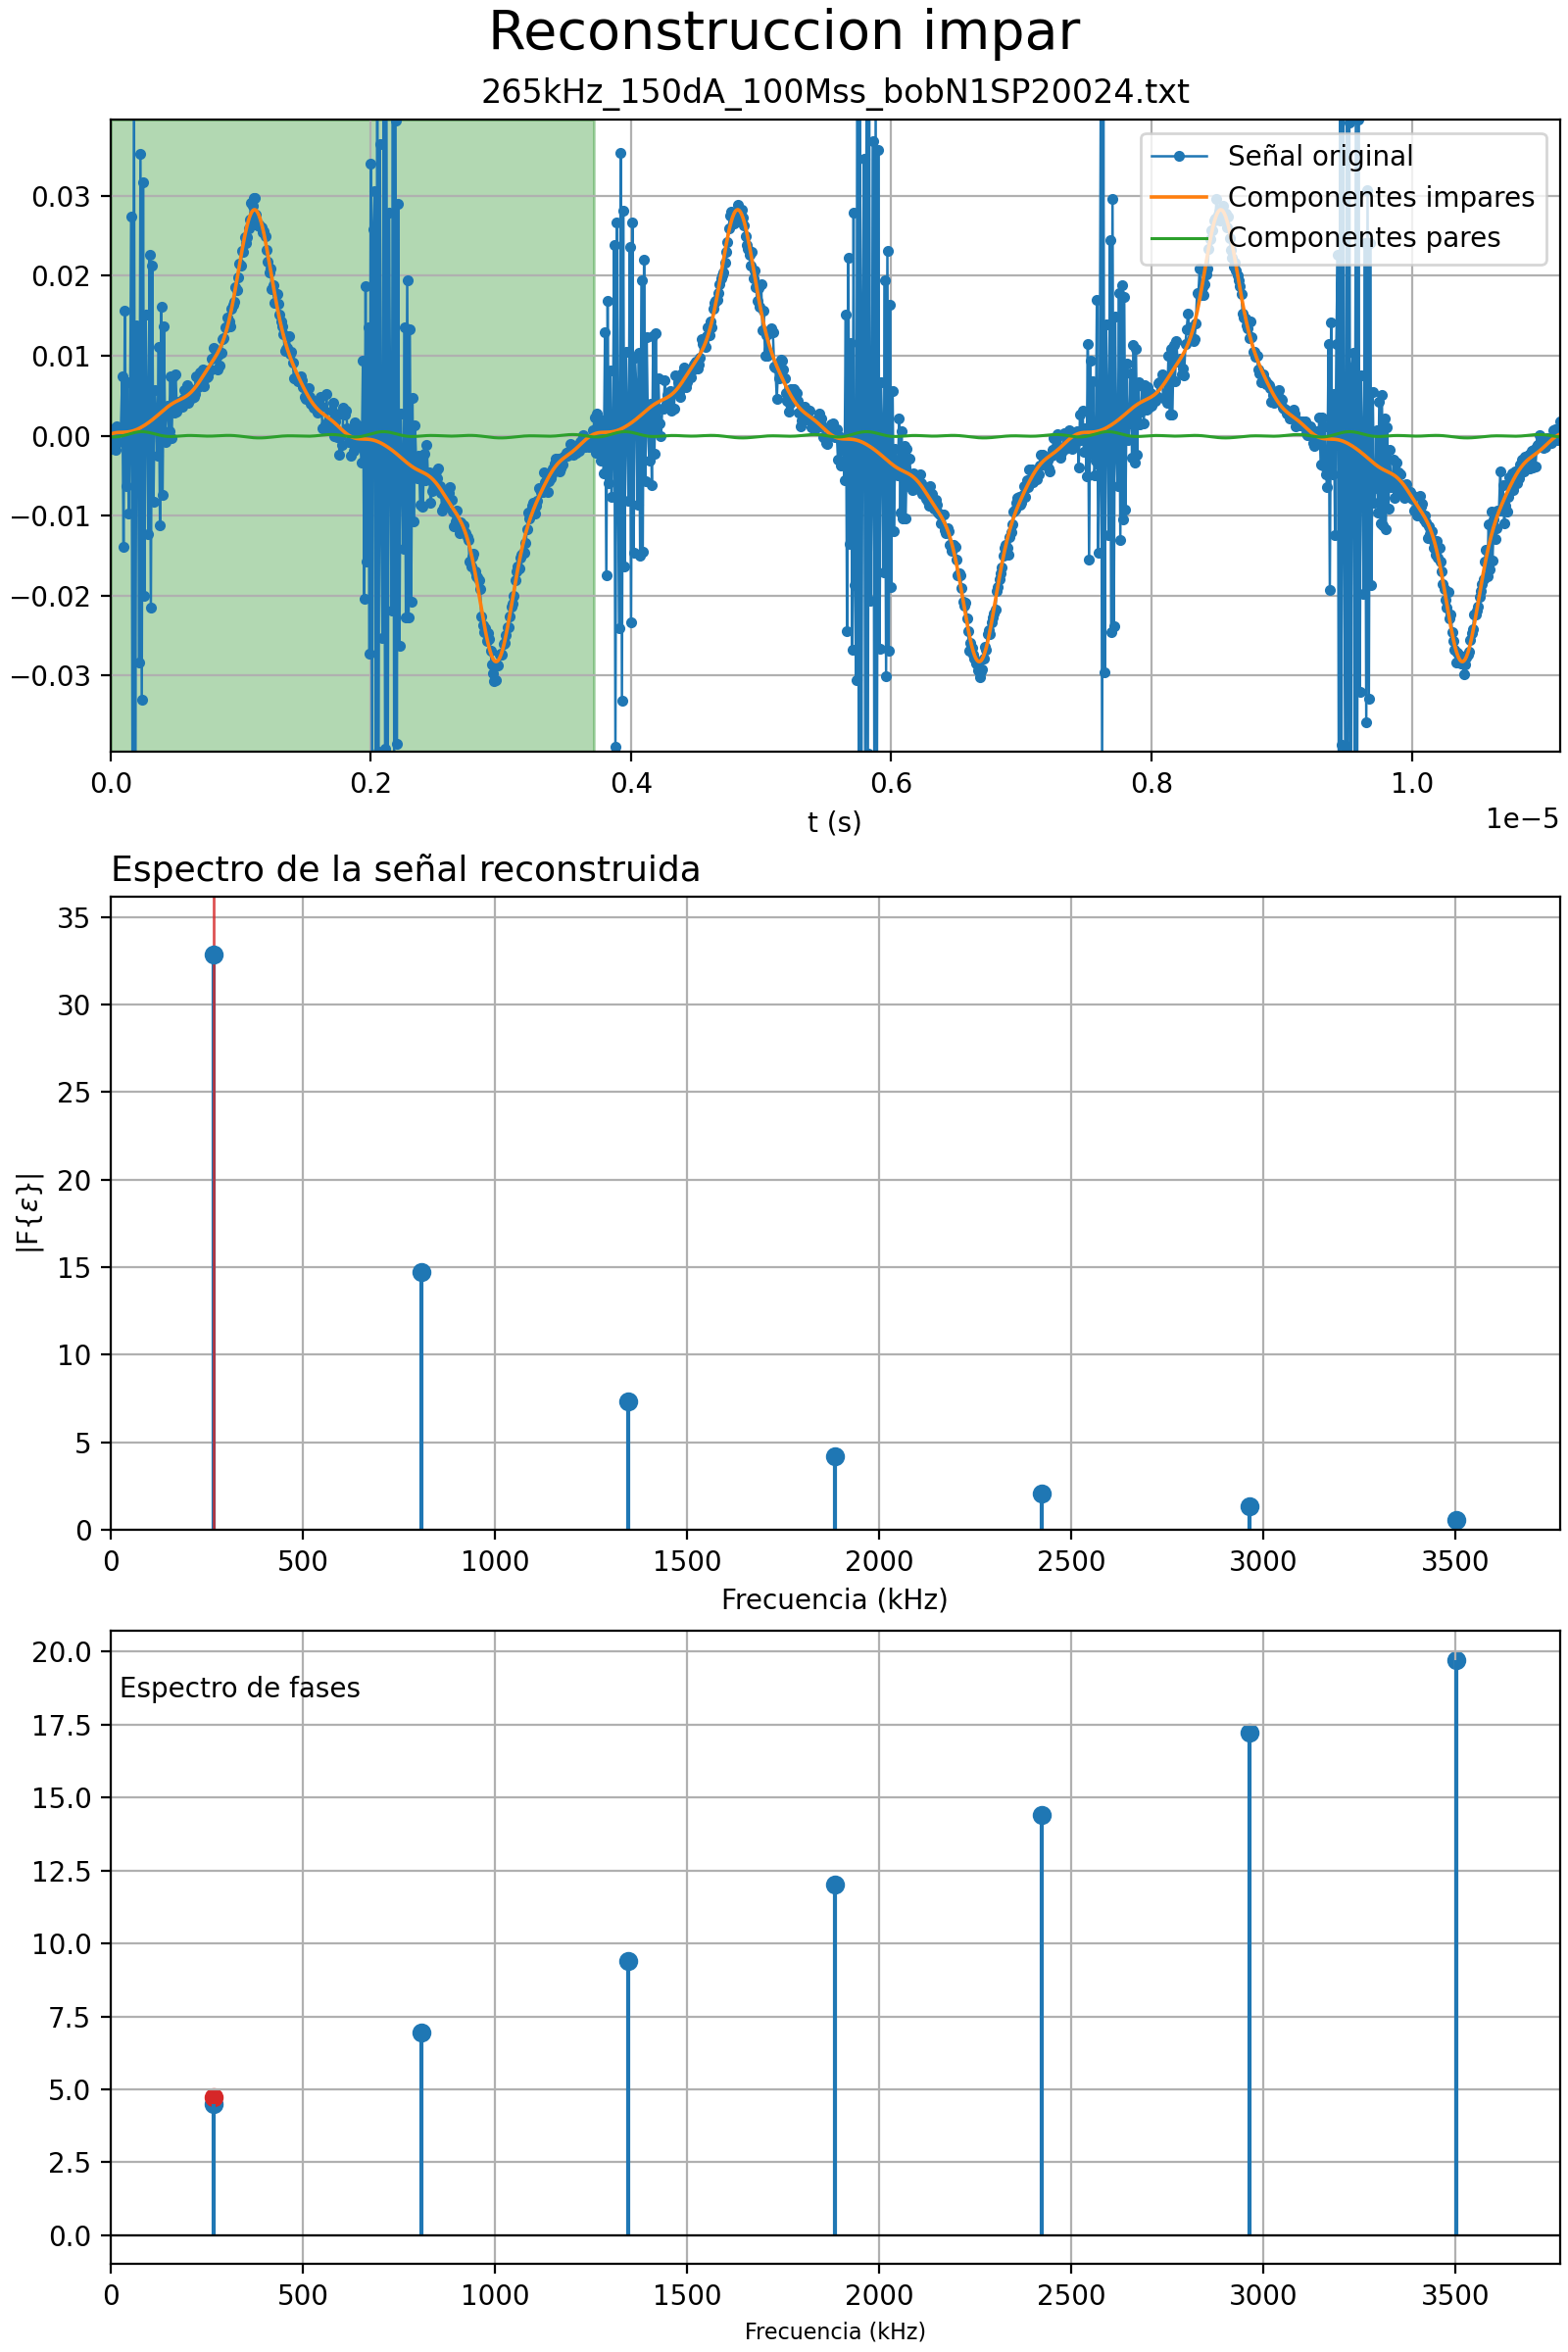 Reconstruccion impar
265kHz_150dA_100Mss_bobN1SP20024.txt
Señal original
Componentes impares
Componentes pares
0.03
0.02
0.01
0.00
−0.01
−0.02
−0.03
0.0 0.2 0.4 0.6 0.8 1.0
1e−5
t (s)
Espectro de la señal reconstruida
35
30
25
20
15
10
5
0
|F{ε}|
0 500 1000 1500 2000 2500 3000 3500
Frecuencia (kHz)
Espectro de fases
20.0
17.5
15.0
12.5
10.0
7.5
5.0
2.5
0.0
0 500 1000 1500 2000 2500 3000 3500
Frecuencia (kHz)